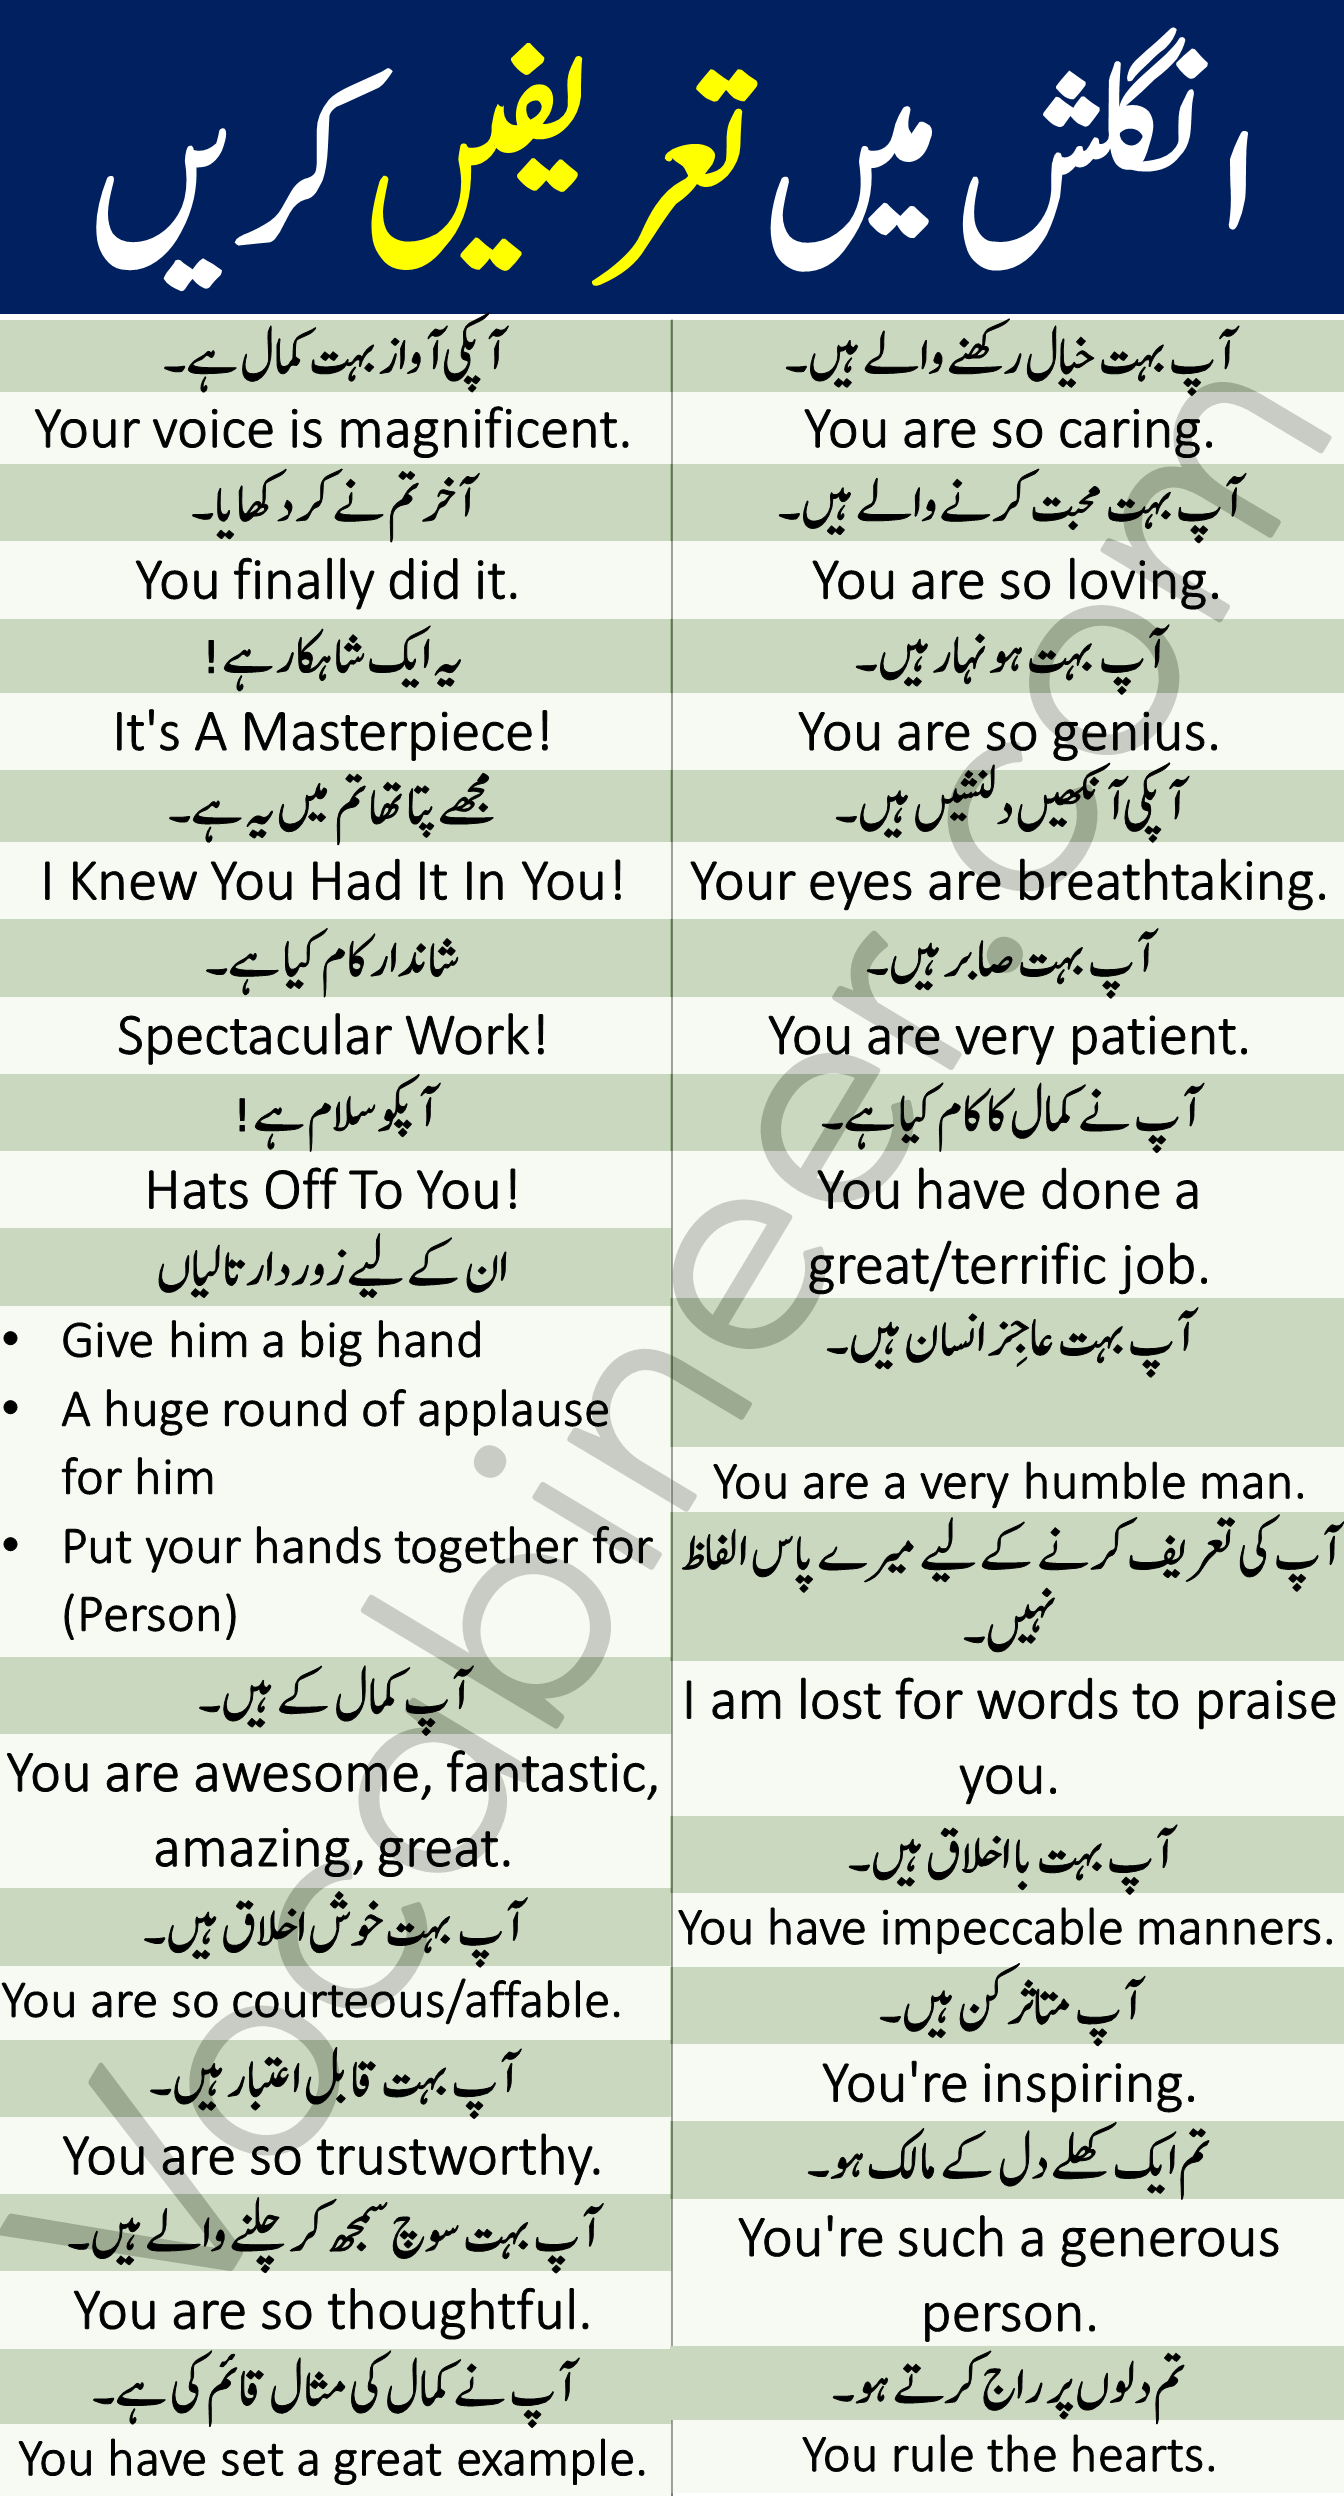 انگلش میں تعریفیں کریں
آپ بہت خیال رکھنے والے ہیں۔
You are so caring.
آپ بہت محبت کرنے والے ہیں۔
You are so loving.
آپ بہت ہونہار ہیں۔
You are so genius.
آپکی آنکھیں دلنشیں ہیں۔
Your eyes are breathtaking.
آپ بہت صابر ہیں۔
You are very patient.
آپ نے کمال کا کام کیا ہے۔
You have done a
great/terrific job.
آپ بہت عاجِز انسان ہیں۔
You are a very humble man.
آپ کی تعریف کرنے کے لیے میرے پاس الفاظ
نہیں۔
I am lost for words to praise
you.
آپ بہت بااخلاق ہیں۔
You have impeccable manners.
آپ متاثر کن ہیں۔
You're inspiring.
تم ایک کھلے دل کے مالک ہو۔
You're such a generous
person.
تم دلوں پر راج کرتے ہو۔
You rule the hearts.
آپکی آواز بہت کمال ہے۔
Your voice is magnificent.
آخر تم نے کر دکھایا۔
You finally did it.
یہ ایک شاہکار ہے!
It's A Masterpiece!
مجھے پتا تھا تم میں یہ ہے۔
I Knew You Had It In You!
شاندار کام کیا ہے۔
Spectacular Work!
آپکو سلام ہے!
Hats Off To You!
ان کے لیے زوردار تالیاں
• Give him a big hand
• A huge round of applause
for him
• Put your hands together for
(Person)
آپ کمال کے ہیں۔
You are awesome, fantastic,
amazing, great.
آپ بہت خوش اخلاق ہیں۔
You are so courteous/affable.
آپ بہت قابل اعتبار ہیں۔
You are so trustworthy.
آپ بہت سوچ سمجھ کر چلنے والے ہیں۔
You are so thoughtful.
آپ نے کمال کی مثال قائم کی ہے۔
You have set a great example.
Vocabineer.com